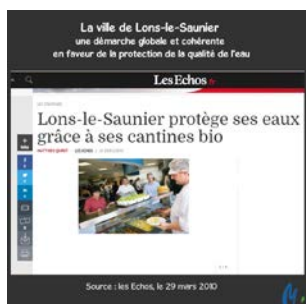 La ville de Lons-le-Saunier
une démarche globale et cohérente
en faveur de la protection de la qualité de l'eau
Les Echos.fr
Lons-le-Saunier protège ses eaux
grâce à ses cantines bio
Source : les Echos, le 29 mars 2010